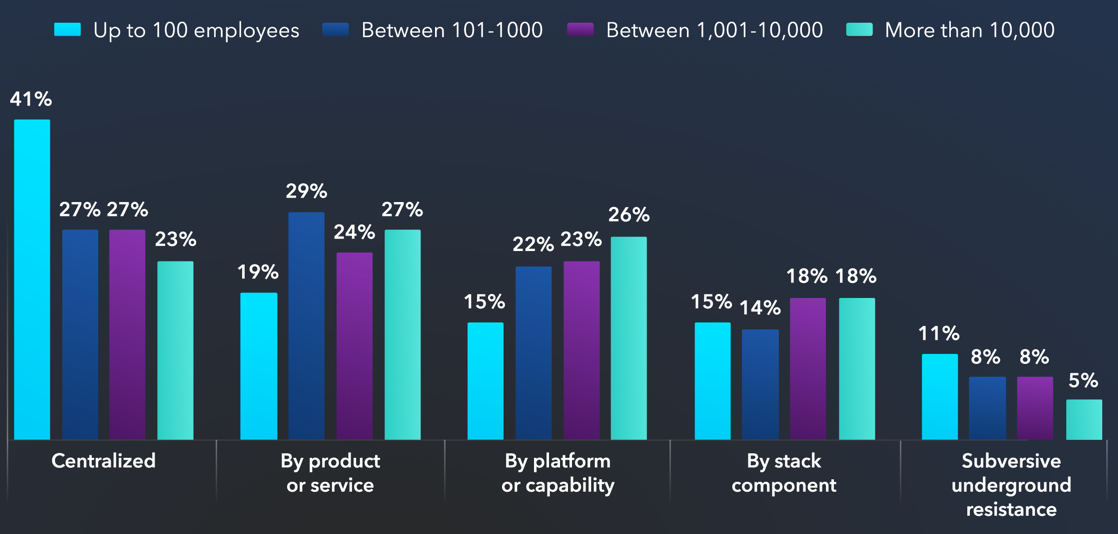 Up to 100 employees Between 101-1000 Between 1,001-10,000 More than 10,000
41%
27% 27%
23%
19%
29%
24%
27%
15%
22% 23%
26%
15%
14%
18% 18%
11%
8% 8%
5%
Centralized
By product
or service
By platform
or capability
By stack
component
Subversive
underground
resistance